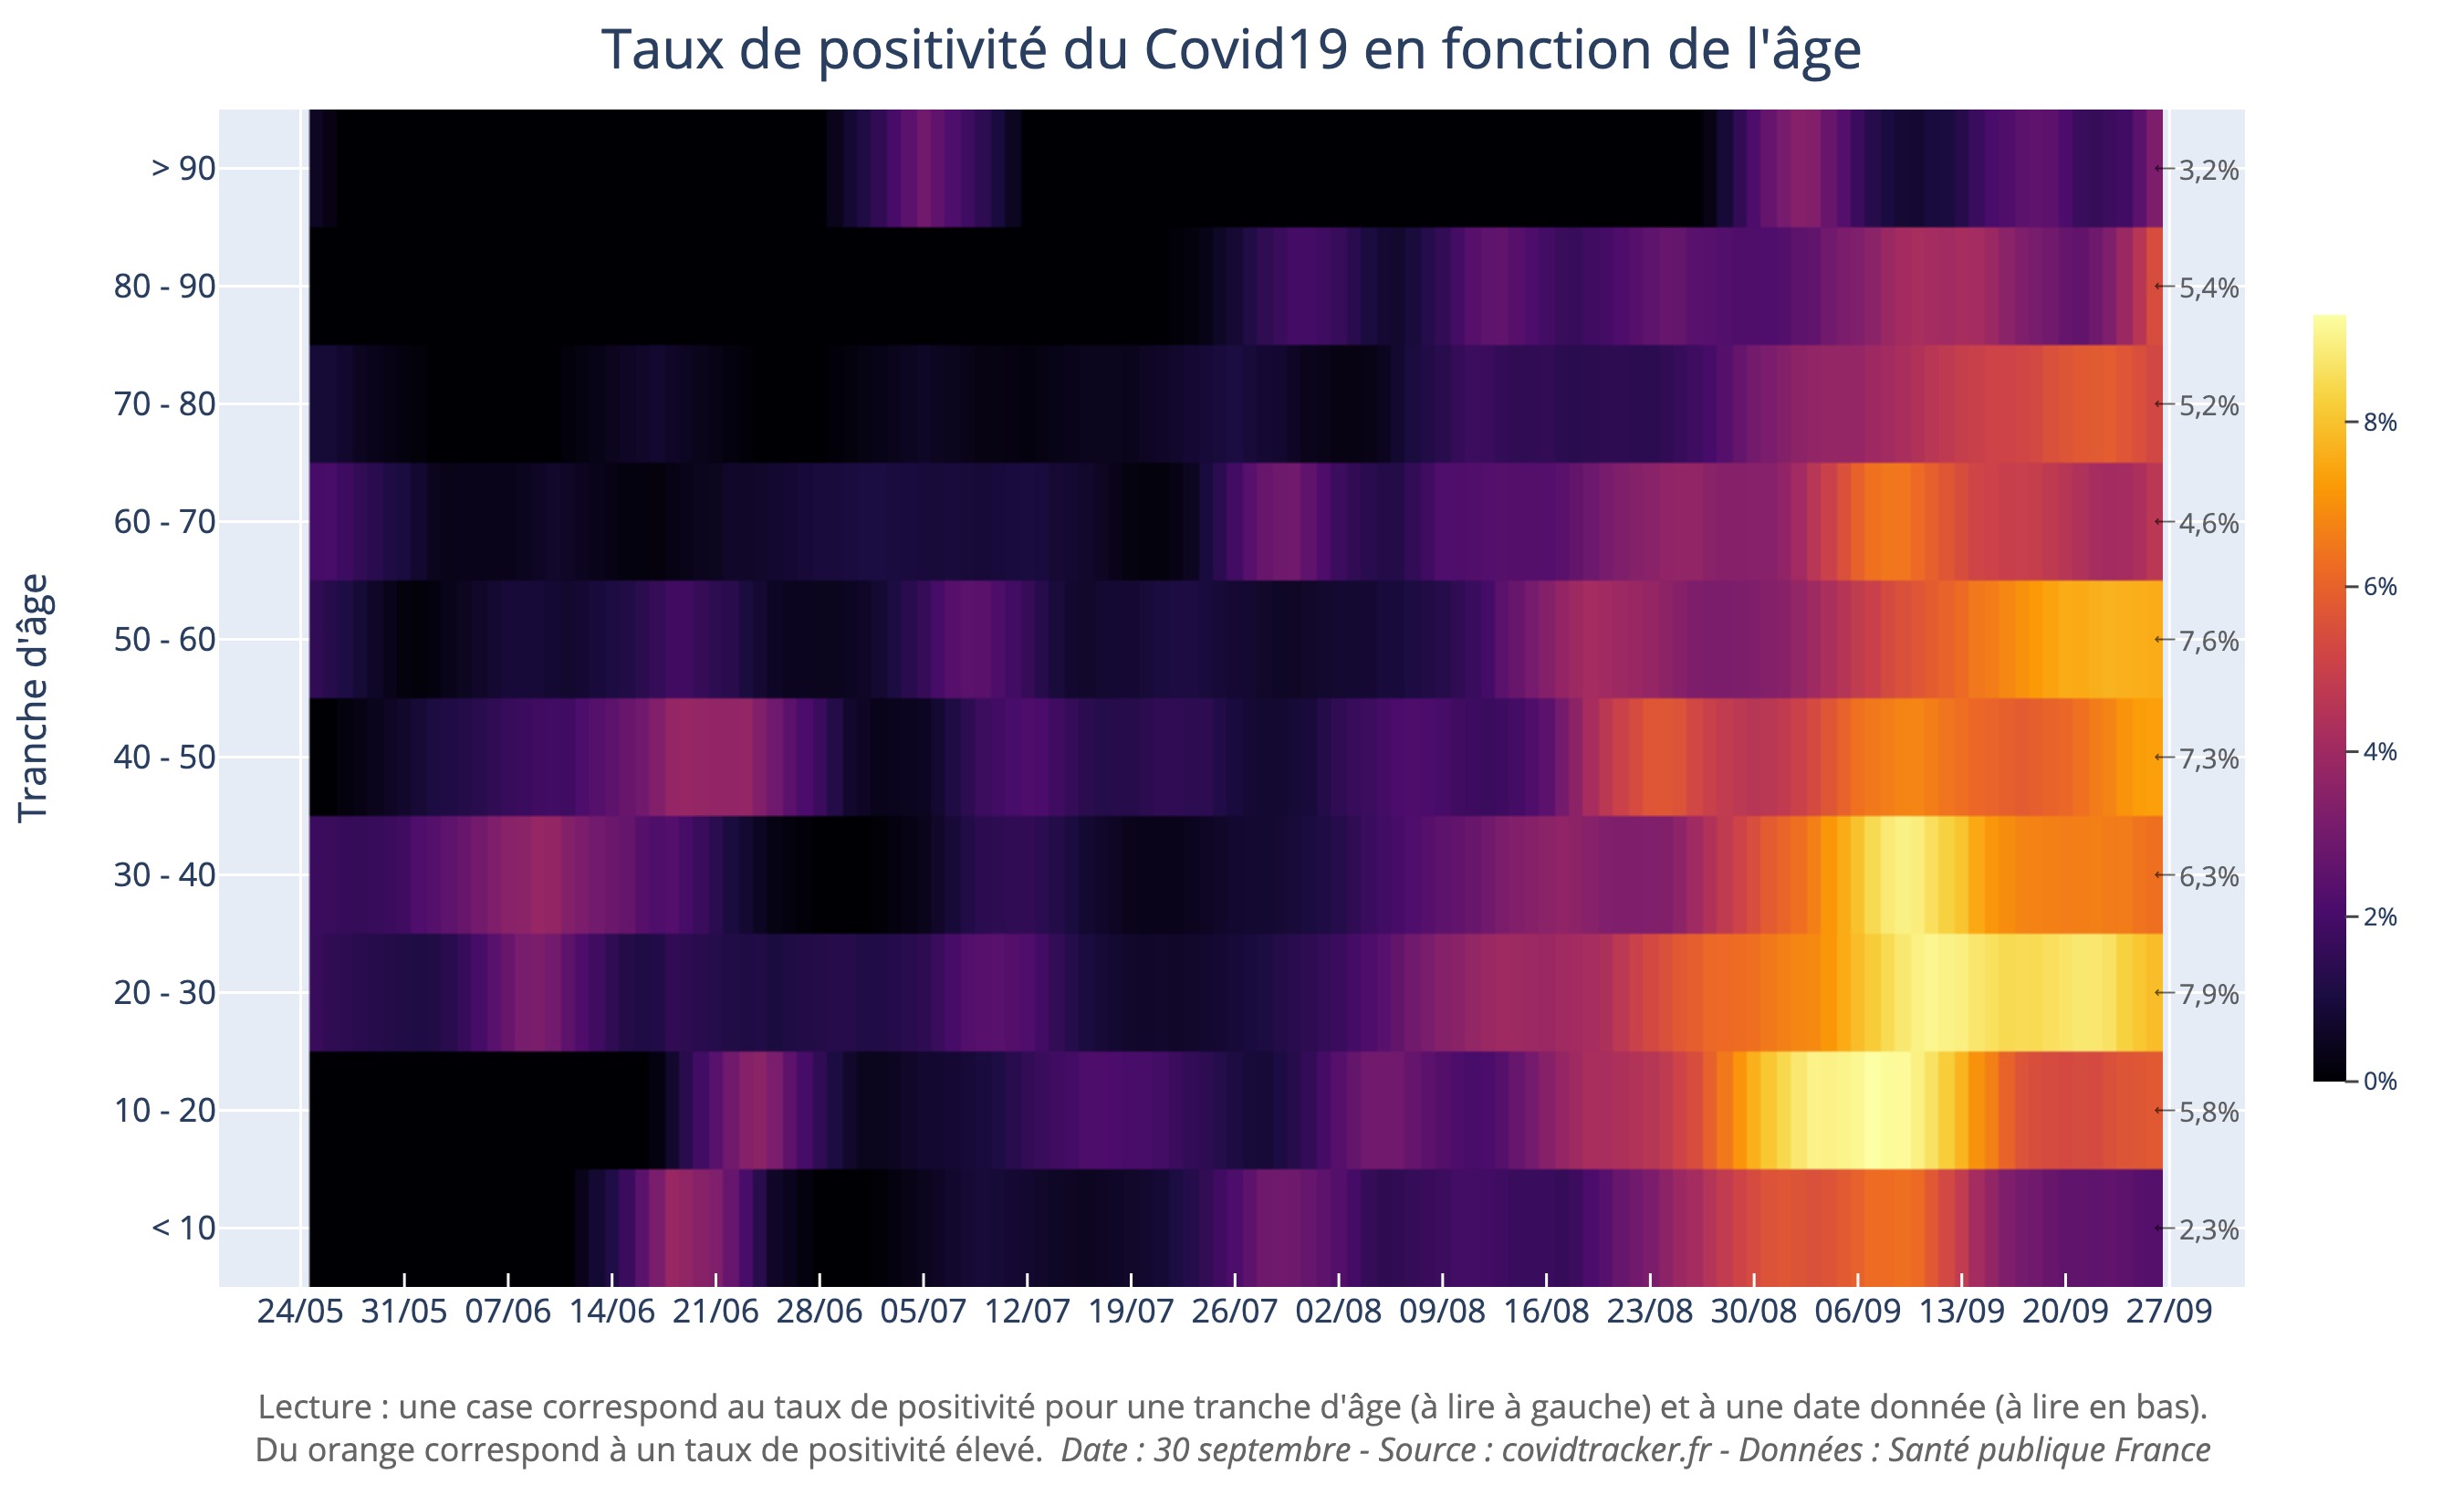 Taux de positivité du Covid19 en fonction de l'âge
Tranche d'âge
> 90
80 - 90
70 - 80
60 - 70
50 - 60
40 - 50
30 - 40
20 - 30
10 - 20
< 10
3,2%
5,4%
5,2%
4,6%
7,6%
7,3%
6,3%
7,9%
5,8%
2,3%
8%
6%
4%
2%
0%
24/05 31/05 07/06 14/06 21/06 28/06 05/07 12/07 19/07 26/07 02/08 09/08 16/08 23/08 30/08 06/09 13/09 20/09 27/09
Lecture : une case correspond au taux de positivité pour une tranche d'âge (à lire à gauche) et à une date donnée (à lire en bas).
Du orange correspond à un taux de positivité élevé. Date : 30 septembre - Source : covidtracker.fr - Données : Santé publique France